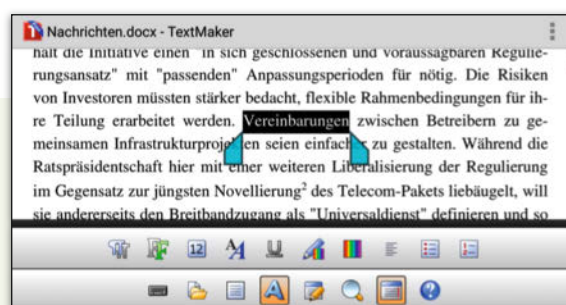 Nachrichten.docx - TextMaker
hält die Initiative einen "in sich geschlossenen und voraussagbaren Regulie-
rungsansatz" mit "passenden" Anpassungsperioden für nötig. Die Risiken
von Investoren müssten stärker bedacht, flexible Rahmenbedingungen für ih-
re Teilung erarbeitet werden. Vereinbarungen zwischen Betreibern zu ge-
meinsamen Infrastrukturprojekten seien einfacher zu gestalten. Während die
Ratspräsidentschaft hier mit einer weiteren Liberalisierung der Regulierung
im Gegensatz zur jüngsten Novellierung² des Telecom-Pakets liebäugelt, will
sie andererseits den Breitbandzugang als "Universaldienst" definieren und so
12